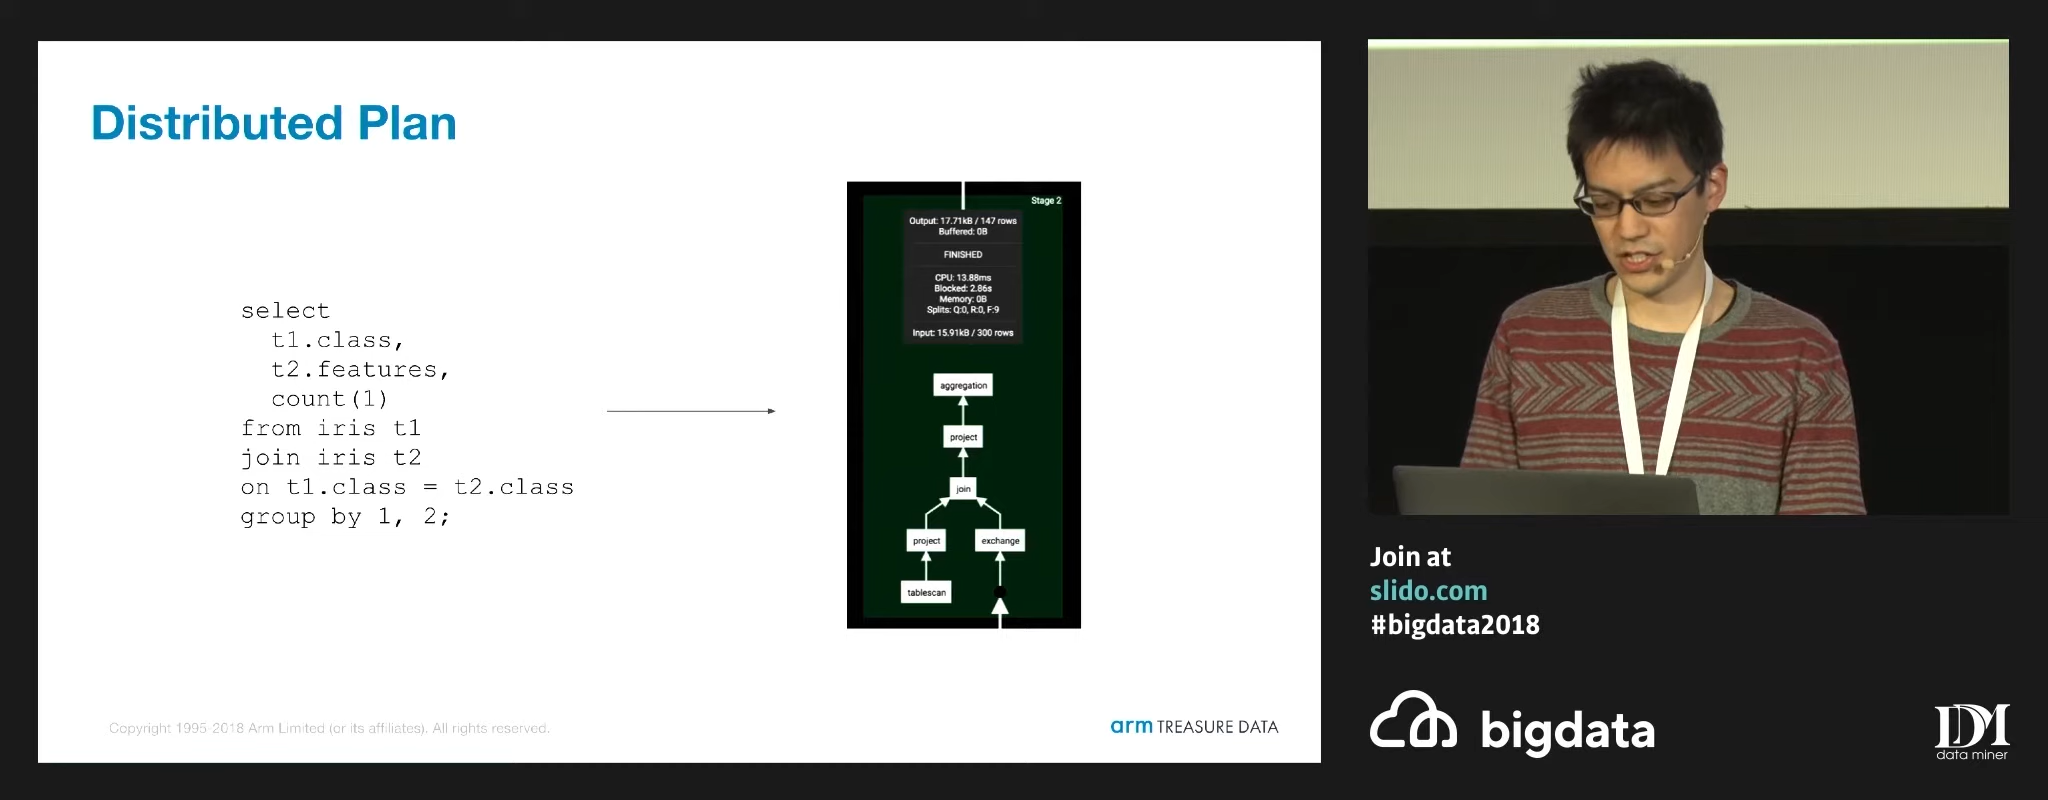 Distributed Plan
select
t1.class,
t2.features,
count(1)
from iris t1
join iris t2
on t1.class = t2.class
group by 1, 2;
Stage 2
Output: 17.71kB / 147 rows
Buffered: 0B
FINISHED
CPU: 13.88ms
Blocked: 2.86s
Memory: 0B
Splits: Q:0, R:0, F:9
Input: 15.91kB / 300 rows
aggregation
project
join
project
exchange
tablescan
Copyright 1995-2018 Arm Limited (or its affiliates). All rights reserved.
arm TREASURE DATA
Join at
slido.com
#bigdata2018
bigdata
DM
data miner